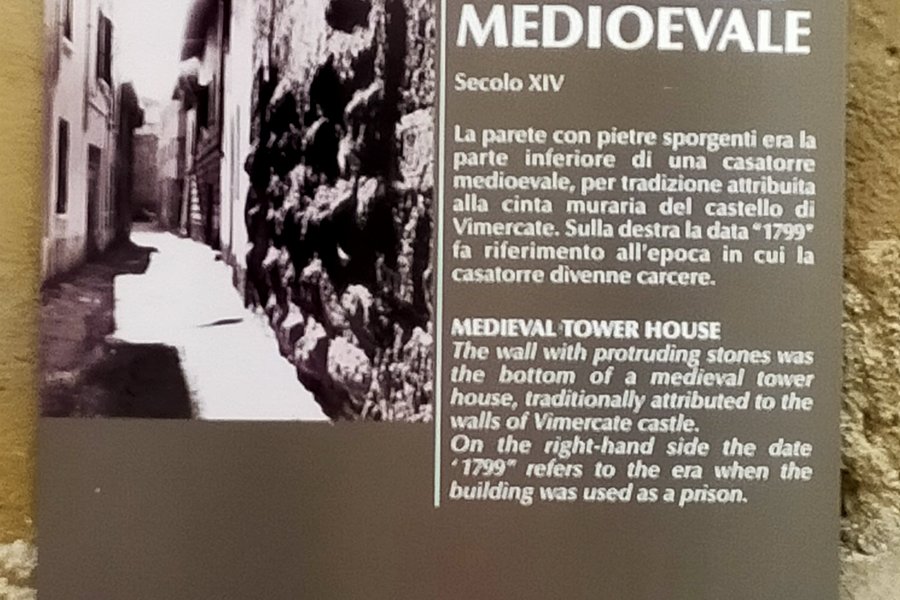 MEDIOEVALE
Secolo XIV
La parete con pietre sporgenti era la
parte inferiore di una casatorre
medioevale, per tradizione attribuita
alla cinta muraria del castello di
Vimercate. Sulla destra la data "1799"
fa riferimento all'epoca in cui la
casatorre divenne carcere.
MEDIEVAL TOWER HOUSE
The wall with protruding stones was
the bottom of a medieval tower
house, traditionally attributed to the
walls of Vimercate castle.
On the right-hand side the date
‘1799” refers to the era when the
building was used as a prison.